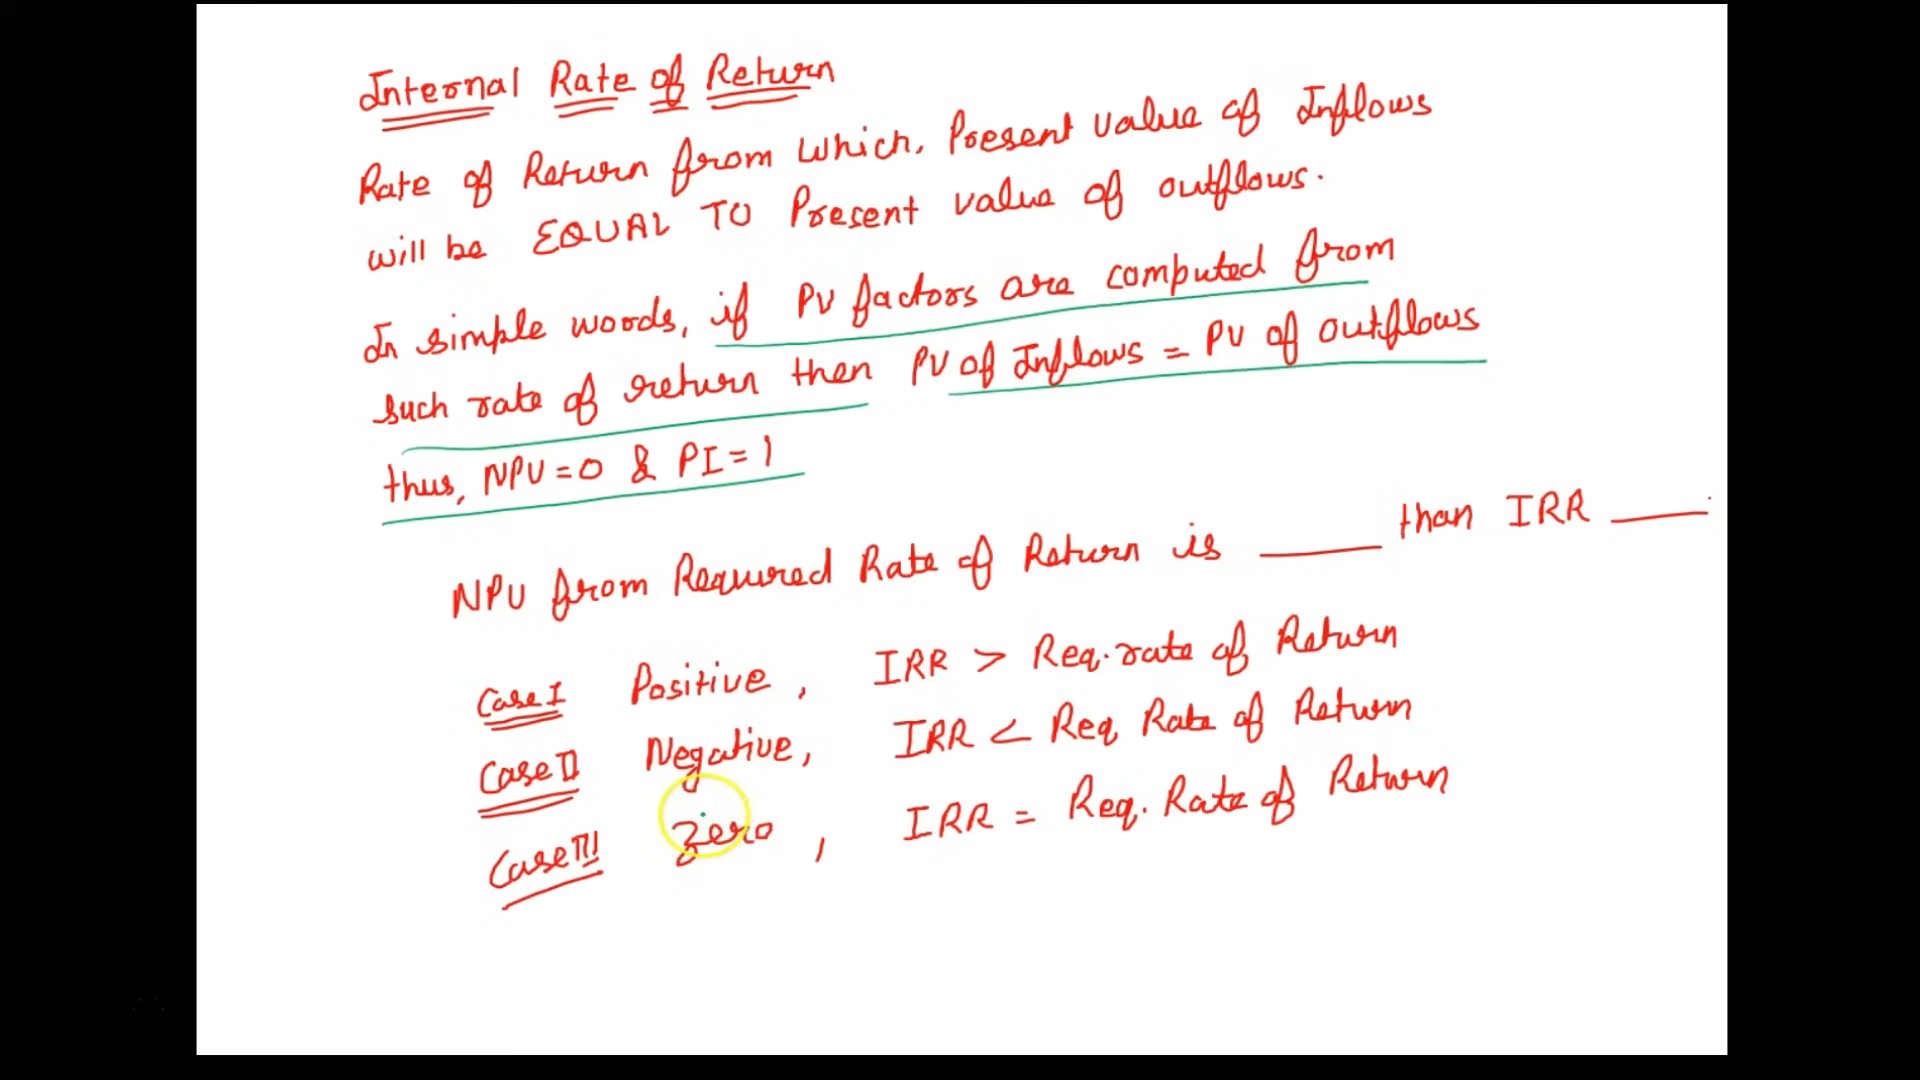 Internal Rate of Return
Rate of Return from which, Present value of Inflows
will be EQUAL TO Present value of outflows.
In simple words, if PV factors are computed from
such rate of return then PV of Inflows = PV of outflows
thus, NPV = 0 & PI = 1
NPV from Required Rate of Return is ____ than IRR ____
Case I Positive, IRR > Req. rate of Return
Case II Negative, IRR < Req Rate of Return
Case III Zero, IRR = Req. Rate of Return